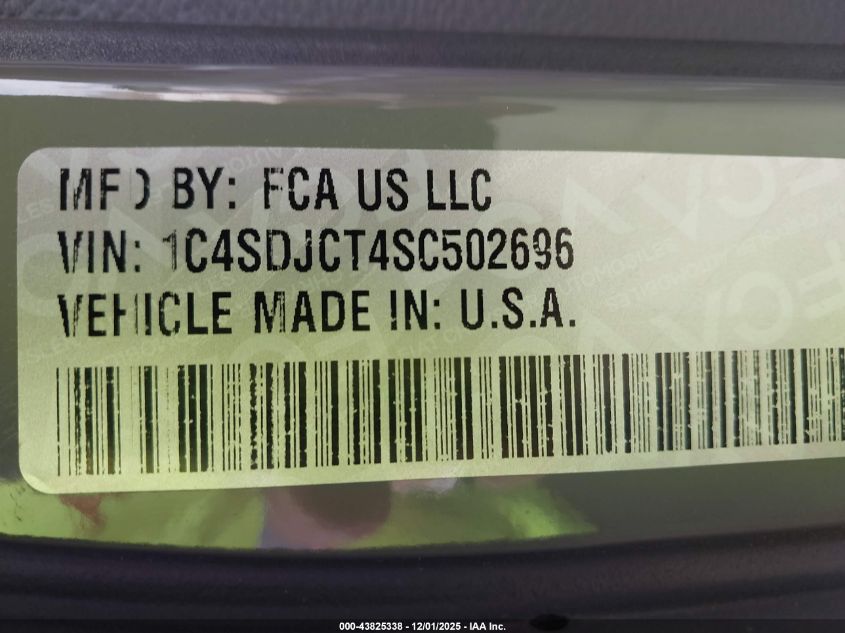 MFD BY: FCA US LLC
VIN: 1C4SDJCT4SC502696
VEHICLE MADE IN: U.S.A.
000-43825338 - 12/01/2025 - IAA Inc.